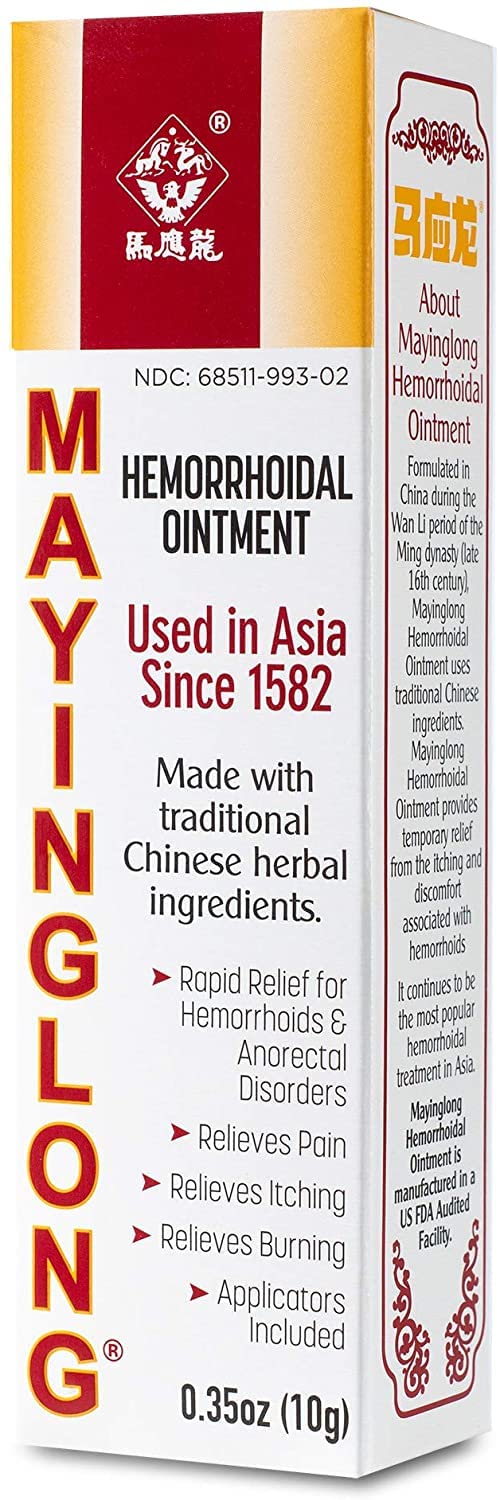 ®
馬應龍
NDC: 68511-993-02
MAYINGLONG®
HEMORRHOIDAL
OINTMENT
Used in Asia
Since 1582
Made with
traditional
Chinese herbal
ingredients.
Rapid Relief for
Hemorrhoids &
Anorectal
Disorders
Relieves Pain
Relieves Itching
Relieves Burning
Applicators
Included
0.35oz (10g)
马应龙®
About
Mayinglong
Hemorrhoidal
Ointment
Formulated in
China during the
Wan Li period of the
Ming dynasty (late
16th century),
Mayinglong
Hemorrhoidal
Ointment uses
traditional Chinese
ingredients.
Mayinglong
Hemorrhoidal
Ointment provides
temporary relief
from the itching and
discomfort
associated with
hemorrhoids
It continues to be
the most popular
hemorrhoidal
treatment in Asia.
Mayinglong
Hemorrhoidal
Ointment is
manufactured in a
US FDA Audited
Facility.